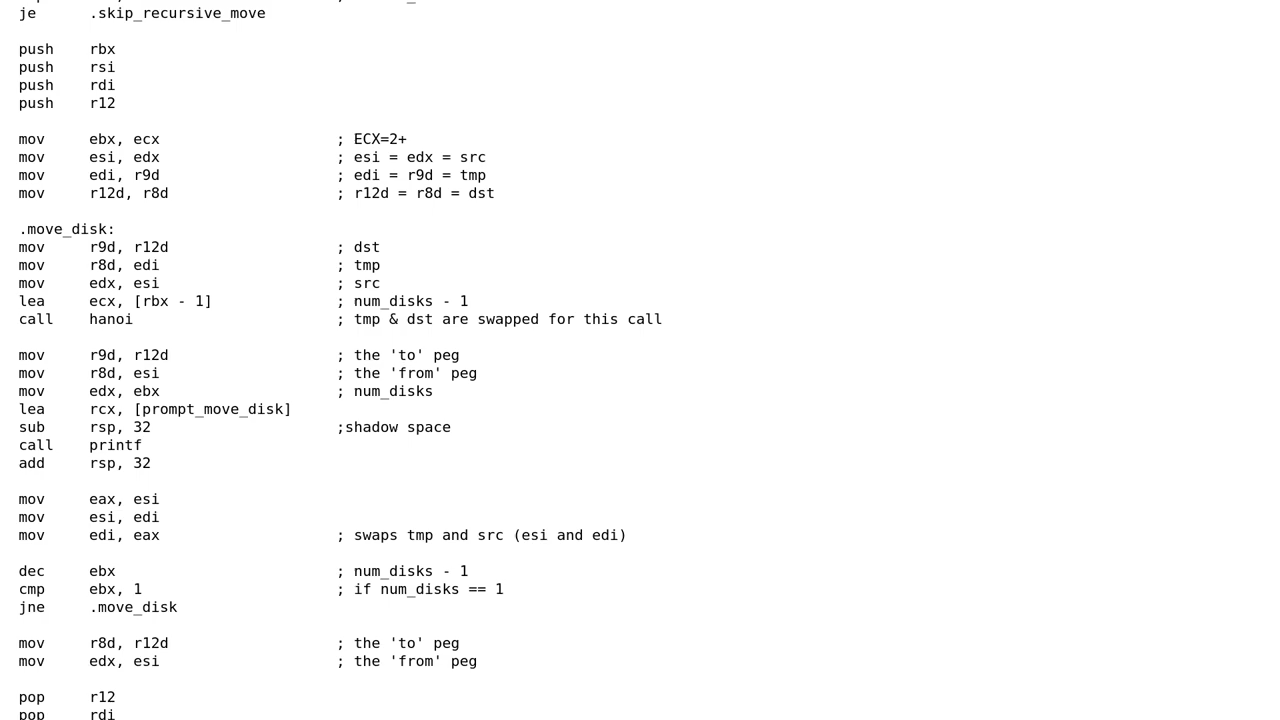 je      .skip_recursive_move
push    rbx
push    rsi
push    rdi
push    r12
mov     ebx, ecx                    ; ECX=2+
mov     esi, edx                    ; esi = edx = src
mov     edi, r9d                    ; edi = r9d = tmp
mov     r12d, r8d                   ; r12d = r8d = dst
.move_disk:
mov     r9d, r12d                   ; dst
mov     r8d, edi                    ; tmp
mov     edx, esi                    ; src
lea     ecx, [rbx - 1]              ; num_disks - 1
call    hanoi                       ; tmp & dst are swapped for this call
mov     r9d, r12d                   ; the 'to' peg
mov     r8d, esi                    ; the 'from' peg
mov     edx, ebx                    ; num_disks
lea     rcx, [prompt_move_disk]
sub     rsp, 32                     ;shadow space
call    printf
add     rsp, 32
mov     eax, esi
mov     esi, edi
mov     edi, eax                    ; swaps tmp and src (esi and edi)
dec     ebx                         ; num_disks - 1
cmp     ebx, 1                      ; if num_disks == 1
jne     .move_disk
mov     r8d, r12d                   ; the 'to' peg
mov     edx, esi                    ; the 'from' peg
pop     r12
pop     rdi